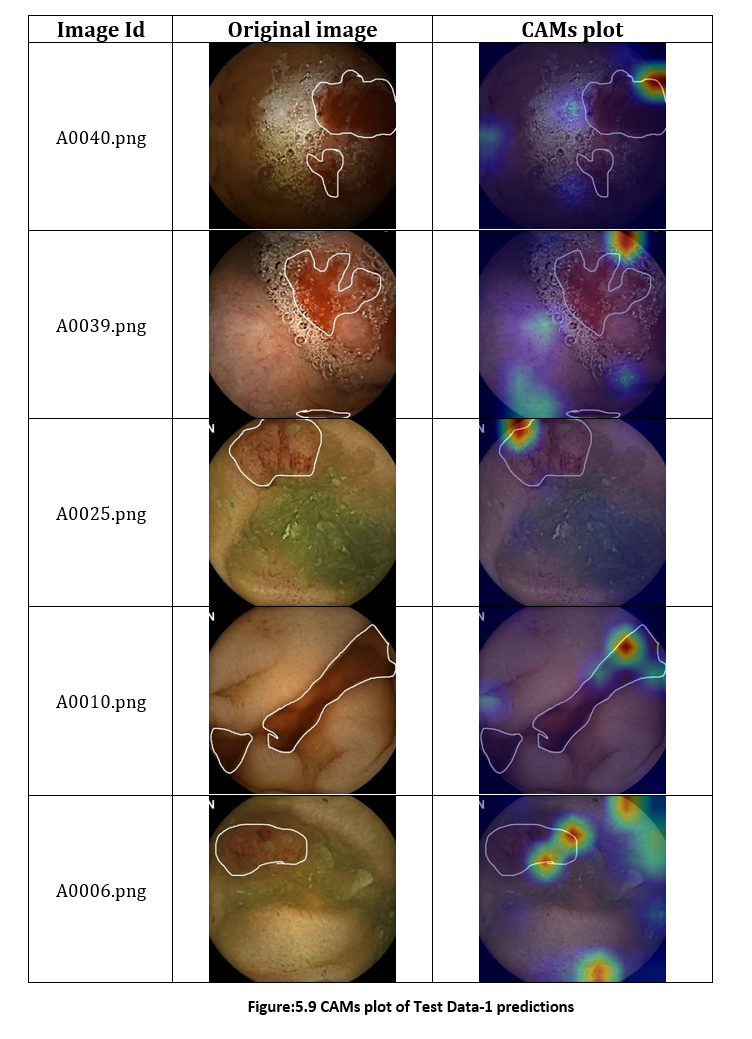 Image Id Original image CAMs plot
A0040.png
A0039.png
N N
A0025.png
N N
A0010.png
N N
A0006.png
Figure:5.9 CAMs plot of Test Data-1 predictions